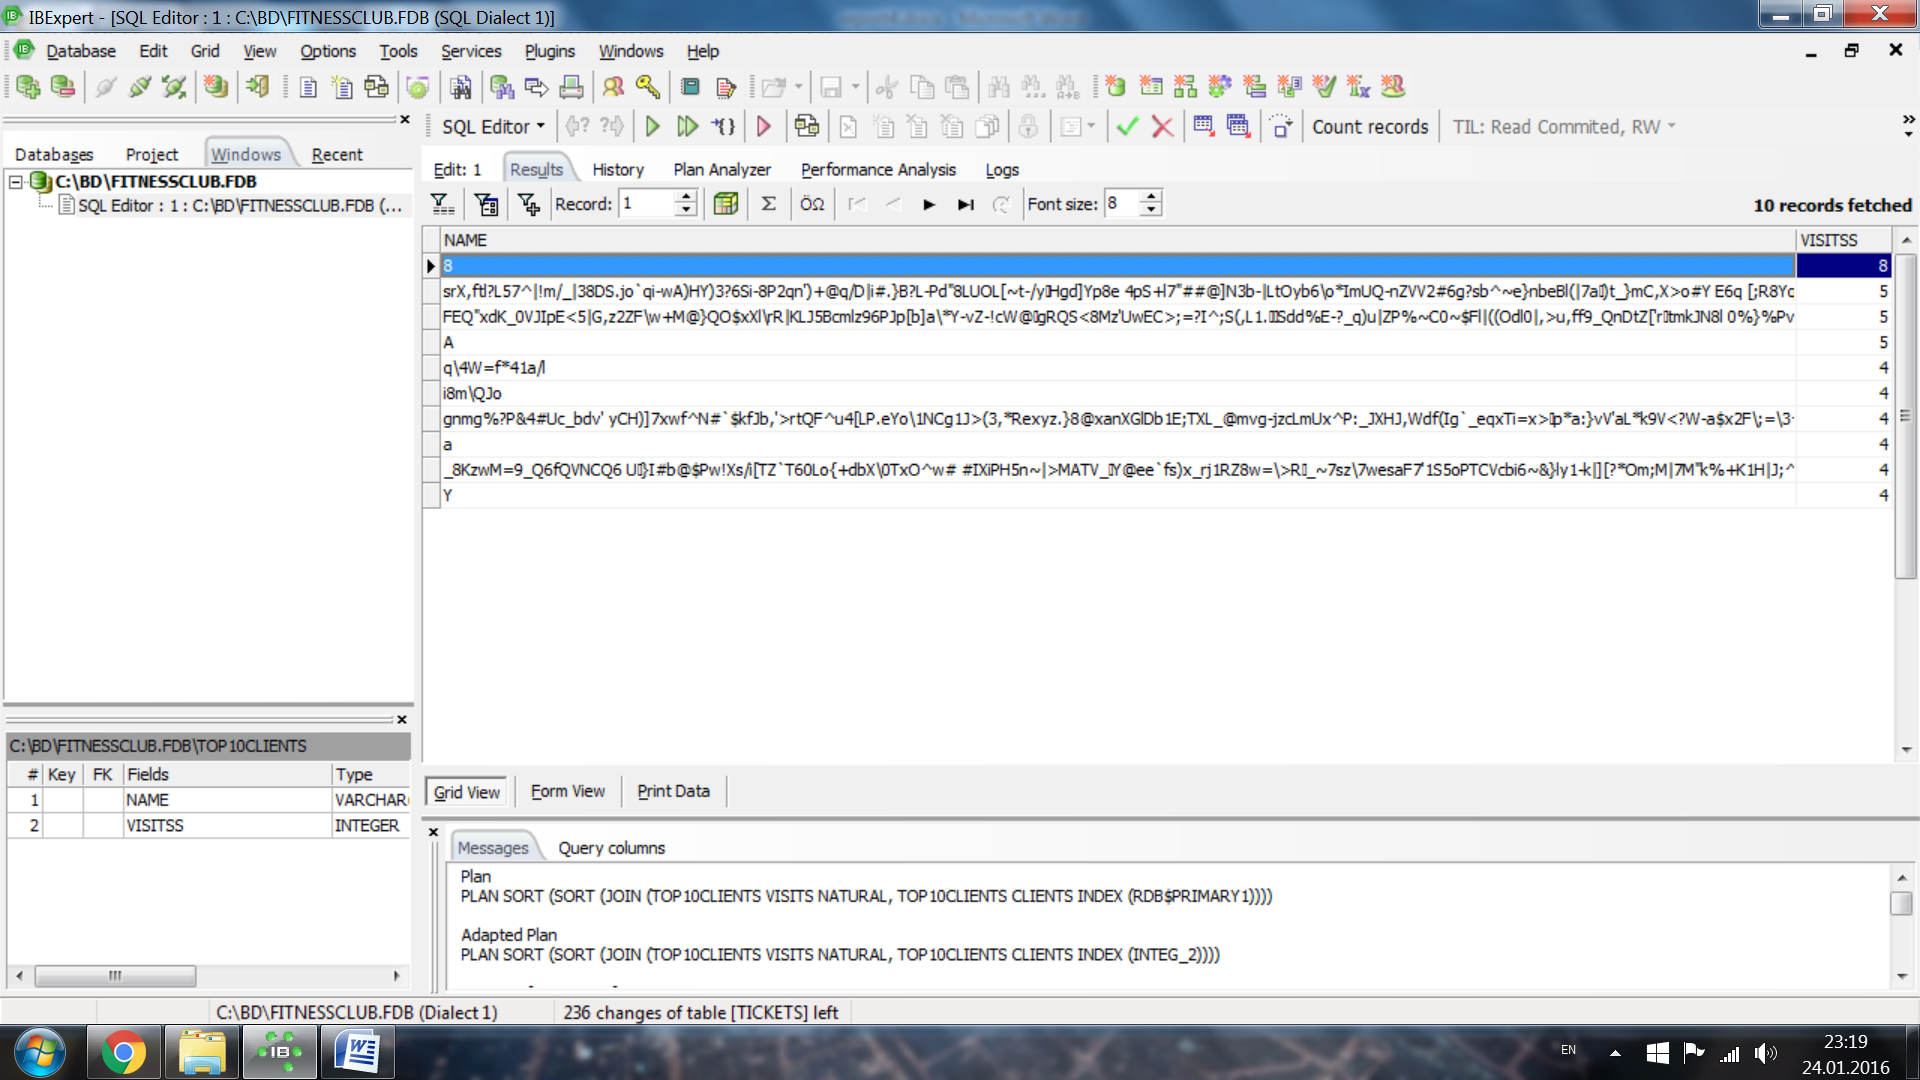 IBExpert - [SQL Editor : 1 : C:\BD\FITNESSCLUB.FDB (SQL Dialect 1)]
Database Edit Grid View Options Tools Services Plugins Windows Help
SQL Editor Count records TIL: Read Commited, RW
Databases Project Windows Recent
C:\BD\FITNESSCLUB.FDB
SQL Editor : 1 : C:\BD\FITNESSCLUB.FDB (...
Edit: 1 Results History Plan Analyzer Performance Analysis Logs
Record: 1 Σ ÖΩ Font size: 8 10 records fetched
NAME VISITSS
8 8
5
5
A 5
q\4W=f*41a/l 4
i8m\QJo 4
4
a 4
4
Y 4
Grid View Form View Print Data
C:\BD\FITNESSCLUB.FDB\TOP10CLIENTS
# Key FK Fields Type
1 NAME VARCHAR(
2 VISITSS INTEGER
Messages Query columns
Plan
PLAN SORT (SORT (JOIN (TOP10CLIENTS VISITS NATURAL, TOP10CLIENTS CLIENTS INDEX (RDB$PRIMARY1))))
Adapted Plan
PLAN SORT (SORT (JOIN (TOP10CLIENTS VISITS NATURAL, TOP10CLIENTS CLIENTS INDEX (INTEG_2))))
C:\BD\FITNESSCLUB.FDB (Dialect 1) 236 changes of table [TICKETS] left
IB
EN 23:19
24.01.2016